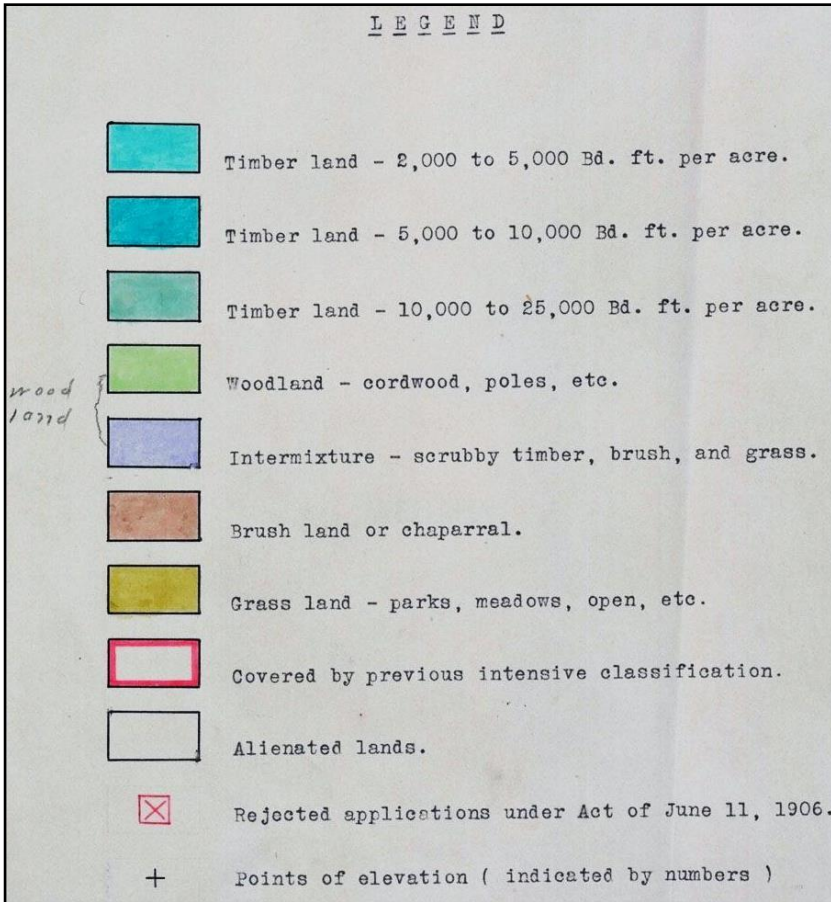 L E G E N D
Timber land - 2,000 to 5,000 Bd. ft. per acre.
Timber land - 5,000 to 10,000 Bd. ft. per acre.
Timber land - 10,000 to 25,000 Bd. ft. per acre.
wood
land
Woodland - cordwood, poles, etc.
Intermixture - scrubby timber, brush, and grass.
Brush land or chaparral.
Grass land - parks, meadows, open, etc.
Covered by previous intensive classification.
Alienated lands.
Rejected applications under Act of June 11, 1906.
+ Points of elevation ( indicated by numbers )